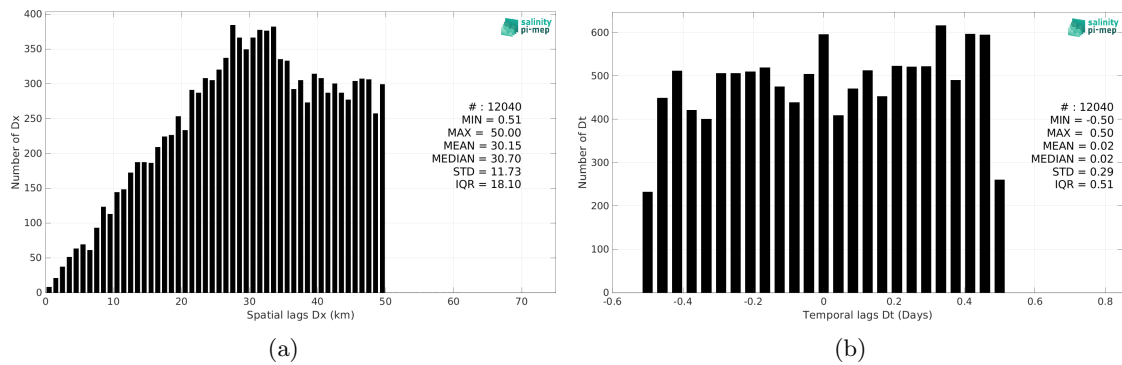 400
350
300
250
200
150
100
50
0
Number of Dx
0
10
20
30
40
50
60
70
Spatial lags Dx (km)
salinity
pi-mep
# : 12040
MIN = 0.51
MAX = 50.00
MEAN = 30.15
MEDIAN = 30.70
STD = 11.73
IQR = 18.10
(a)
600
500
400
300
200
100
0
Number of Dt
-0.6
-0.4
-0.2
0
0.2
0.4
0.6
0.8
Temporal lags Dt (Days)
salinity
pi-mep
# : 12040
MIN = -0.50
MAX = 0.50
MEAN = 0.02
MEDIAN = 0.02
STD = 0.29
IQR = 0.51
(b)